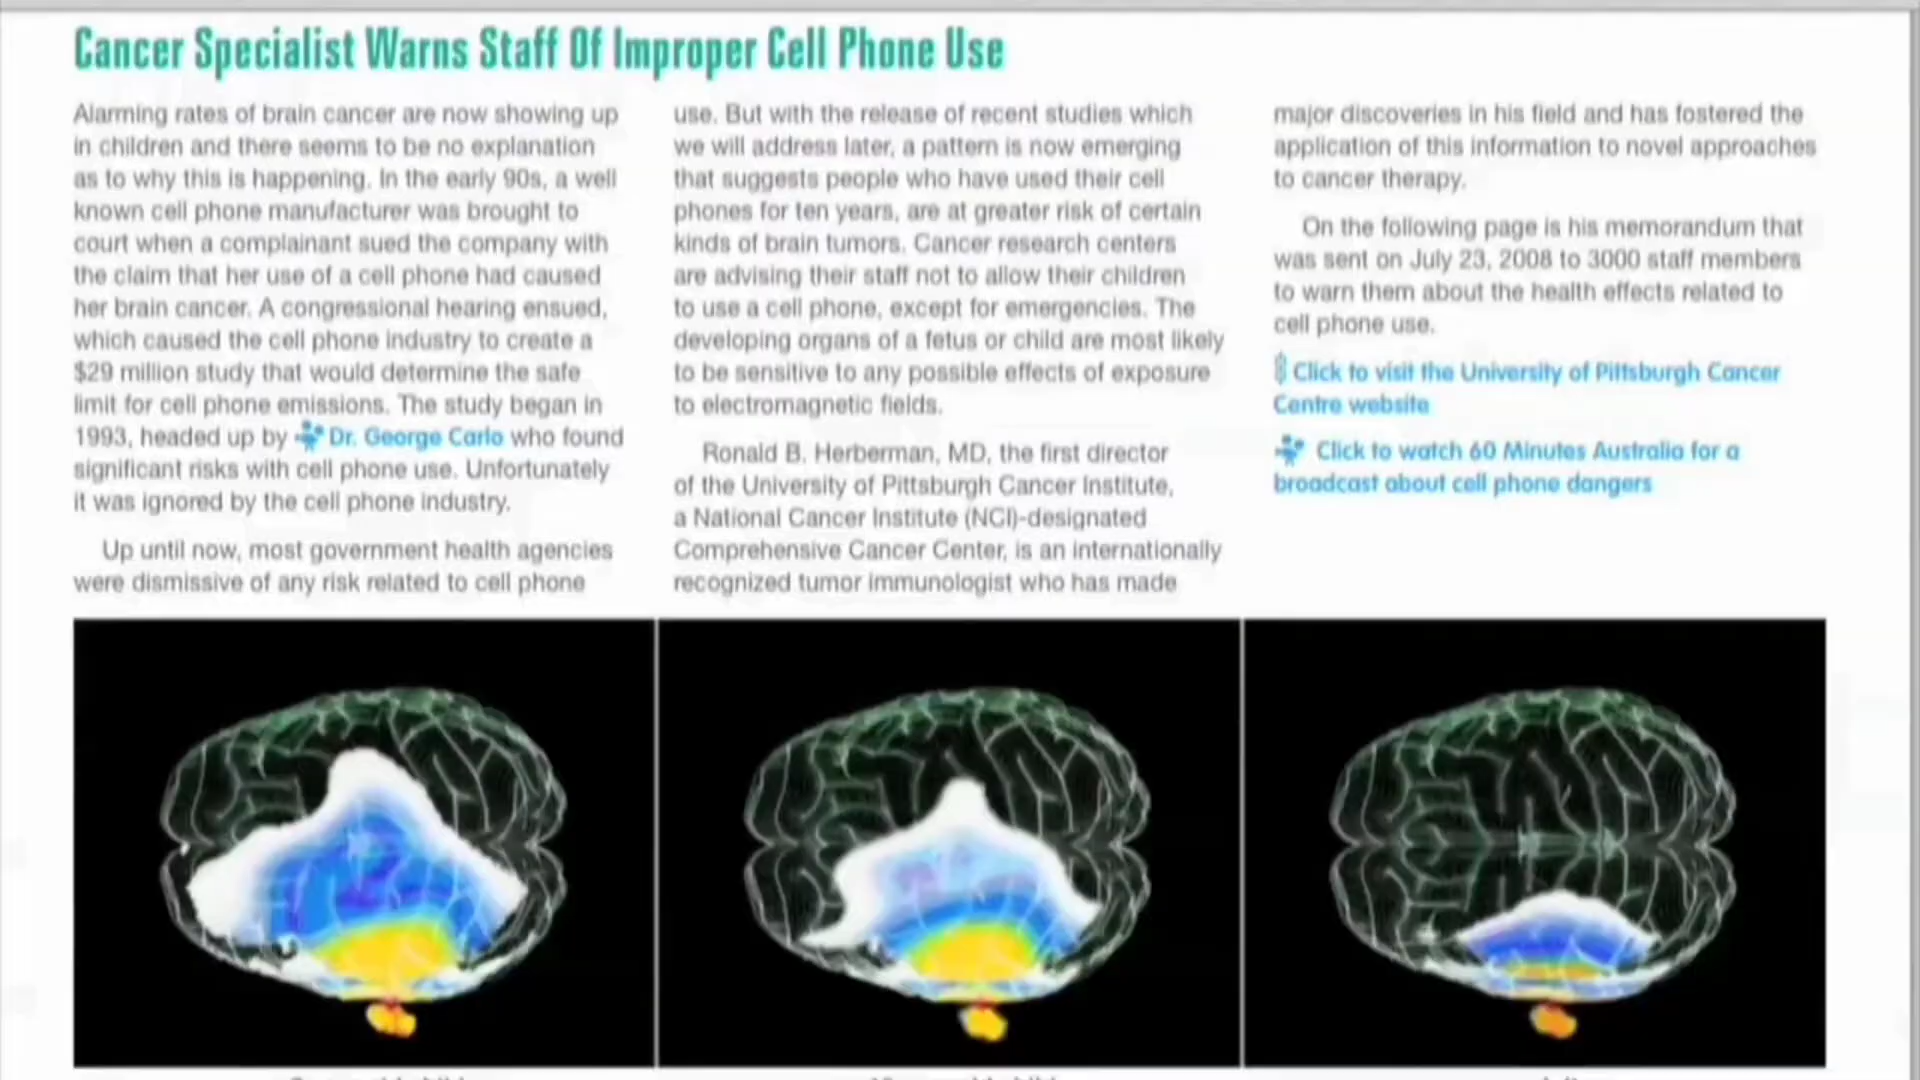 Cancer Specialist Warns Staff Of Improper Cell Phone Use
Alarming rates of brain cancer are now showing up
in children and there seems to be no explanation
as to why this is happening. In the early 90s, a well
known cell phone manufacturer was brought to
court when a complainant sued the company with
the claim that her use of a cell phone had caused
her brain cancer. A congressional hearing ensued,
which caused the cell phone industry to create a
$29 million study that would determine the safe
limit for cell phone emissions. The study began in
1993, headed up by Dr. George Carlo who found
significant risks with cell phone use. Unfortunately
it was ignored by the cell phone industry.
Up until now, most government health agencies
were dismissive of any risk related to cell phone
use. But with the release of recent studies which
we will address later, a pattern is now emerging
that suggests people who have used their cell
phones for ten years, are at greater risk of certain
kinds of brain tumors. Cancer research centers
are advising their staff not to allow their children
to use a cell phone, except for emergencies. The
developing organs of a fetus or child are most likely
to be sensitive to any possible effects of exposure
to electromagnetic fields.
Ronald B. Herberman, MD, the first director
of the University of Pittsburgh Cancer Institute,
a National Cancer Institute (NCI)-designated
Comprehensive Cancer Center, is an internationally
recognized tumor immunologist who has made
major discoveries in his field and has fostered the
application of this information to novel approaches
to cancer therapy.
On the following page is his memorandum that
was sent on July 23, 2008 to 3000 staff members
to warn them about the health effects related to
cell phone use.
Click to visit the University of Pittsburgh Cancer
Centre website
Click to watch 60 Minutes Australia for a
broadcast about cell phone dangers